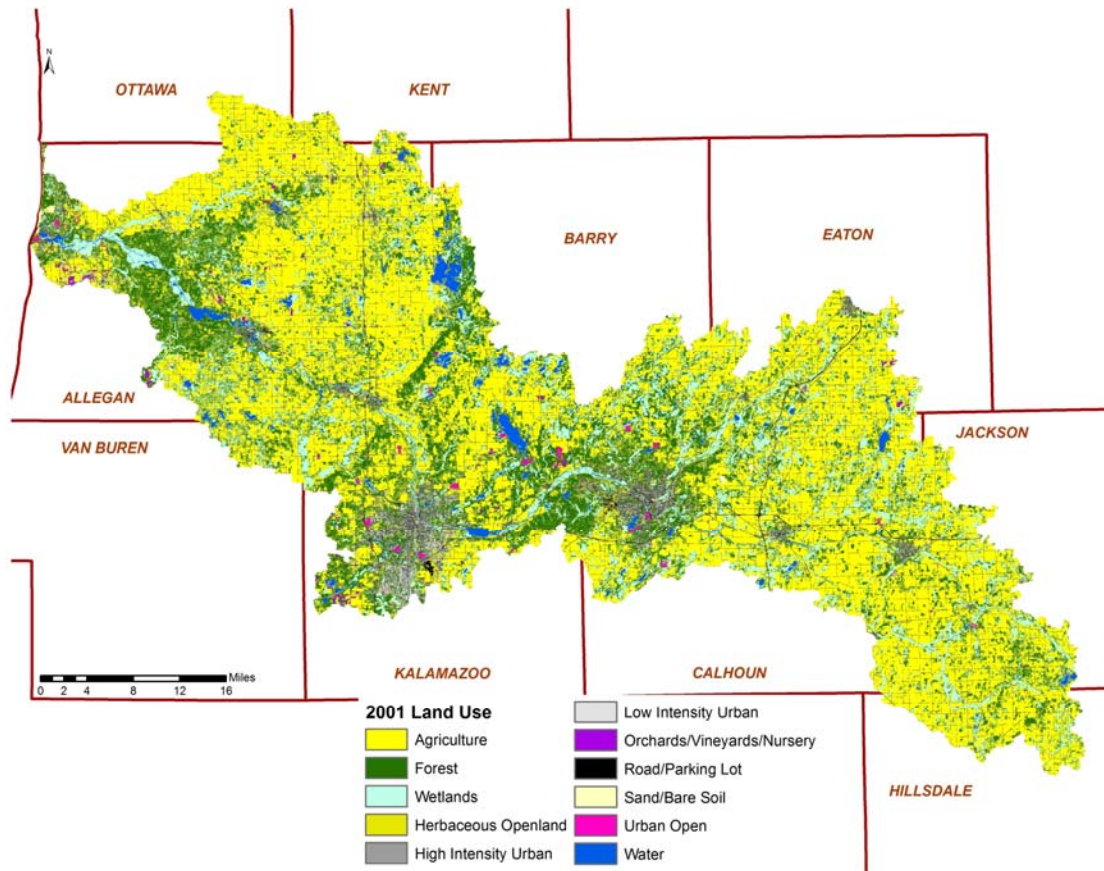 N
OTTAWA
KENT
BARRY
EATON
ALLEGAN
VAN BUREN
JACKSON
KALAMAZOO
CALHOUN
HILLSDALE
Miles
0 2 4 8 12 16
2001 Land Use
Agriculture
Forest
Wetlands
Herbaceous Openland
High Intensity Urban
Low Intensity Urban
Orchards/Vineyards/Nursery
Road/Parking Lot
Sand/Bare Soil
Urban Open
Water